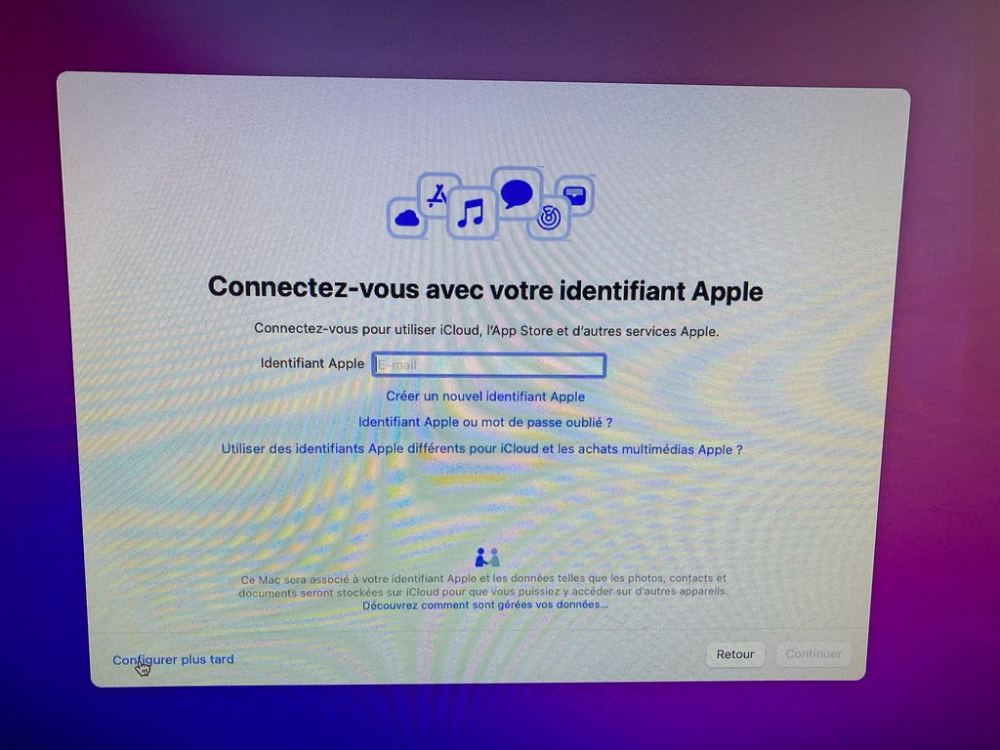 Connectez-vous avec votre identifiant Apple
Connectez-vous pour utiliser iCloud, l'App Store et d'autres services Apple.
Identifiant Apple E-mail
Créer un nouvel identifiant Apple
Identifiant Apple ou mot de passe oublié ?
Utiliser des identifiants Apple différents pour iCloud et les achats multimédias Apple ?
Ce Mac sera associé à votre identifiant Apple et les données telles que les photos, contacts et
documents seront stockées sur iCloud pour que vous puissiez y accéder sur d'autres appareils.
Découvrez comment sont gérées vos données...
Configurer plus tard Retour Continuer